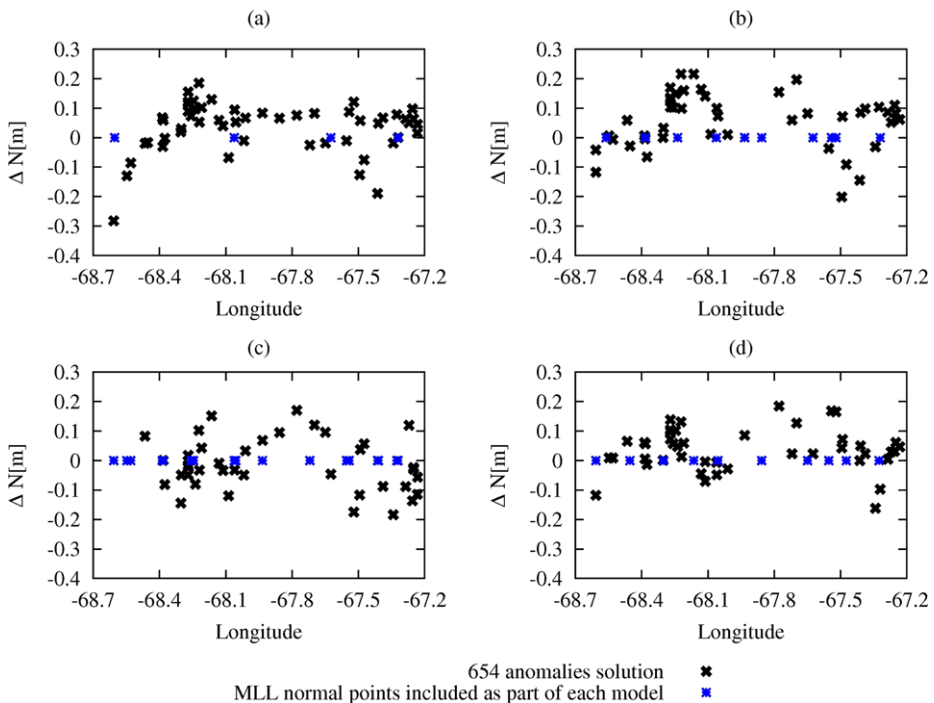 (a)
0.3
0.2
0.1
0
-0.1
-0.2
-0.3
-0.4
Δ N[m]
-68.7 -68.4 -68.1 -67.8 -67.5 -67.2
Longitude
(b)
0.3
0.2
0.1
0
-0.1
-0.2
-0.3
-0.4
Δ N[m]
-68.7 -68.4 -68.1 -67.8 -67.5 -67.2
Longitude
(c)
0.3
0.2
0.1
0
-0.1
-0.2
-0.3
-0.4
Δ N[m]
-68.7 -68.4 -68.1 -67.8 -67.5 -67.2
Longitude
(d)
0.3
0.2
0.1
0
-0.1
-0.2
-0.3
-0.4
Δ N[m]
-68.7 -68.4 -68.1 -67.8 -67.5 -67.2
Longitude
654 anomalies solution
MLL normal points included as part of each model